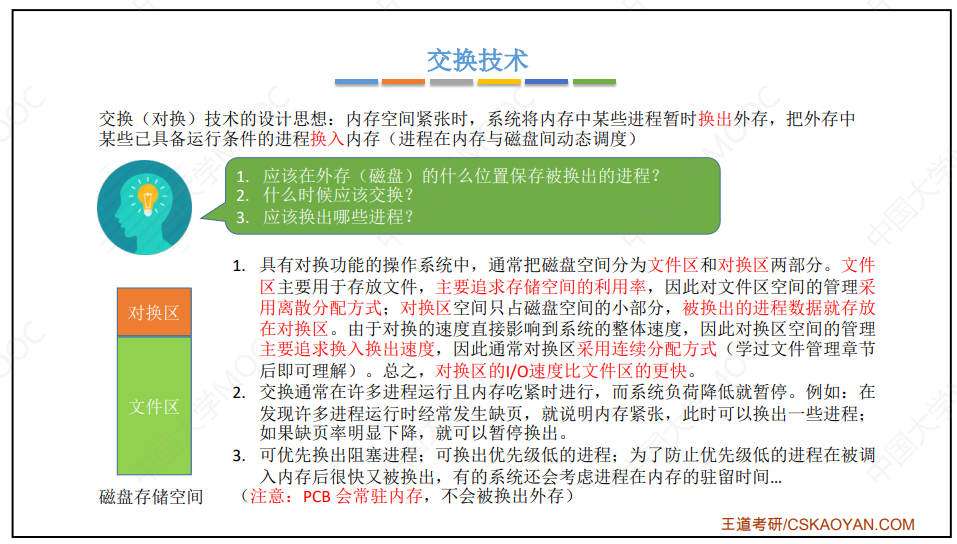 交换技术
交换（对换）技术的设计思想：内存空间紧张时，系统将内存中某些进程暂时换出外存，把外存中
某些已具备运行条件的进程换入内存（进程在内存与磁盘间动态调度）
1. 应该在外存（磁盘）的什么位置保存被换出的进程？
2. 什么时候应该交换？
3. 应该换出哪些进程？
1. 具有对换功能的操作系统中，通常把磁盘空间分为文件区和对换区两部分。文件
区主要用于存放文件，主要追求存储空间的利用率，因此对文件区空间的管理采
用离散分配方式；对换区空间只占磁盘空间的小部分，被换出的进程数据就存放
在对换区。由于对换的速度直接影响到系统的整体速度，因此对换区空间的管理
主要追求换入换出速度，因此通常对换区采用连续分配方式（学过文件管理章节
后即可理解）。总之，对换区的I/O速度比文件区的更快。
2. 交换通常在许多进程运行且内存吃紧时进行，而系统负荷降低就暂停。例如：在
发现许多进程运行时经常发生缺页，就说明内存紧张，此时可以换出一些进程；
如果缺页率明显下降，就可以暂停换出。
3. 可优先换出阻塞进程；可换出优先级低的进程；为了防止优先级低的进程在被调
入内存后很快又被换出，有的系统还会考虑进程在内存的驻留时间…
（注意：PCB 会常驻内存，不会被换出外存）
对换区
文件区
磁盘存储空间
王道考研/CSKAOYAN.COM
中国大学MOOC